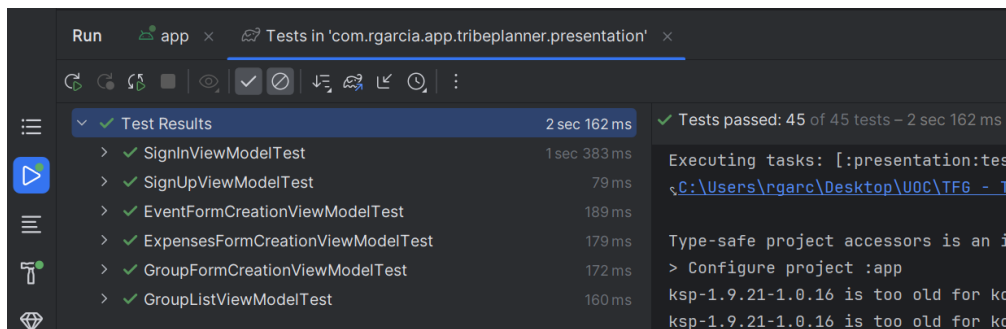 Run app Tests in 'com.rgarcia.app.tribeplanner.presentation'
Test Results 2 sec 162 ms
SignInViewModelTest 1 sec 383 ms
SignUpViewModelTest 79 ms
EventFormCreationViewModelTest 189 ms
ExpensesFormCreationViewModelTest 179 ms
GroupFormCreationViewModelTest 172 ms
GroupListViewModelTest 160 ms
Tests passed: 45 of 45 tests – 2 sec 162 ms
Executing tasks: [:presentation:tes
C:\Users\rgarc\Desktop\UOC\TFG - T
Type-safe project accessors is an i
> Configure project :app
ksp-1.9.21-1.0.16 is too old for ko
ksp-1.9.21-1.0.16 is too old for ko